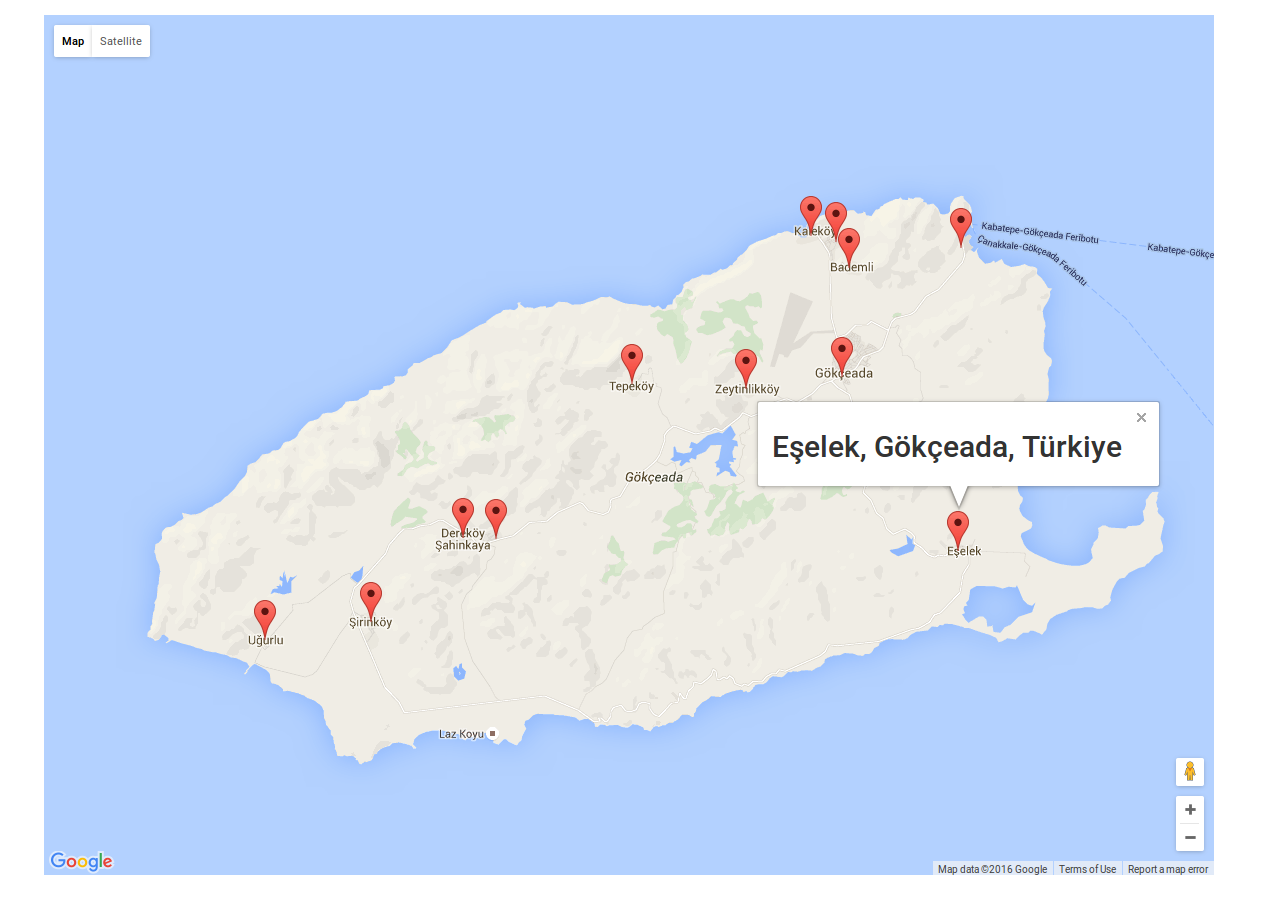 Map
Satellite
Kabatepe-Gökçeada Feribotu
Kaleköy
Çanakkale-Gökçeada Feribotu
Kabatepe-Gökçe
Bademli
Gökçeada
Tepeköy
Zeytinlikköy
×
Eşelek, Gökçeada, Türkiye
Gökçeada
Dereköy
Şahinkaya
Eşelek
Şirinköy
Uğurlu
Laz Koyu
+
−
Google
Map data ©2016 Google
Terms of Use
Report a map error